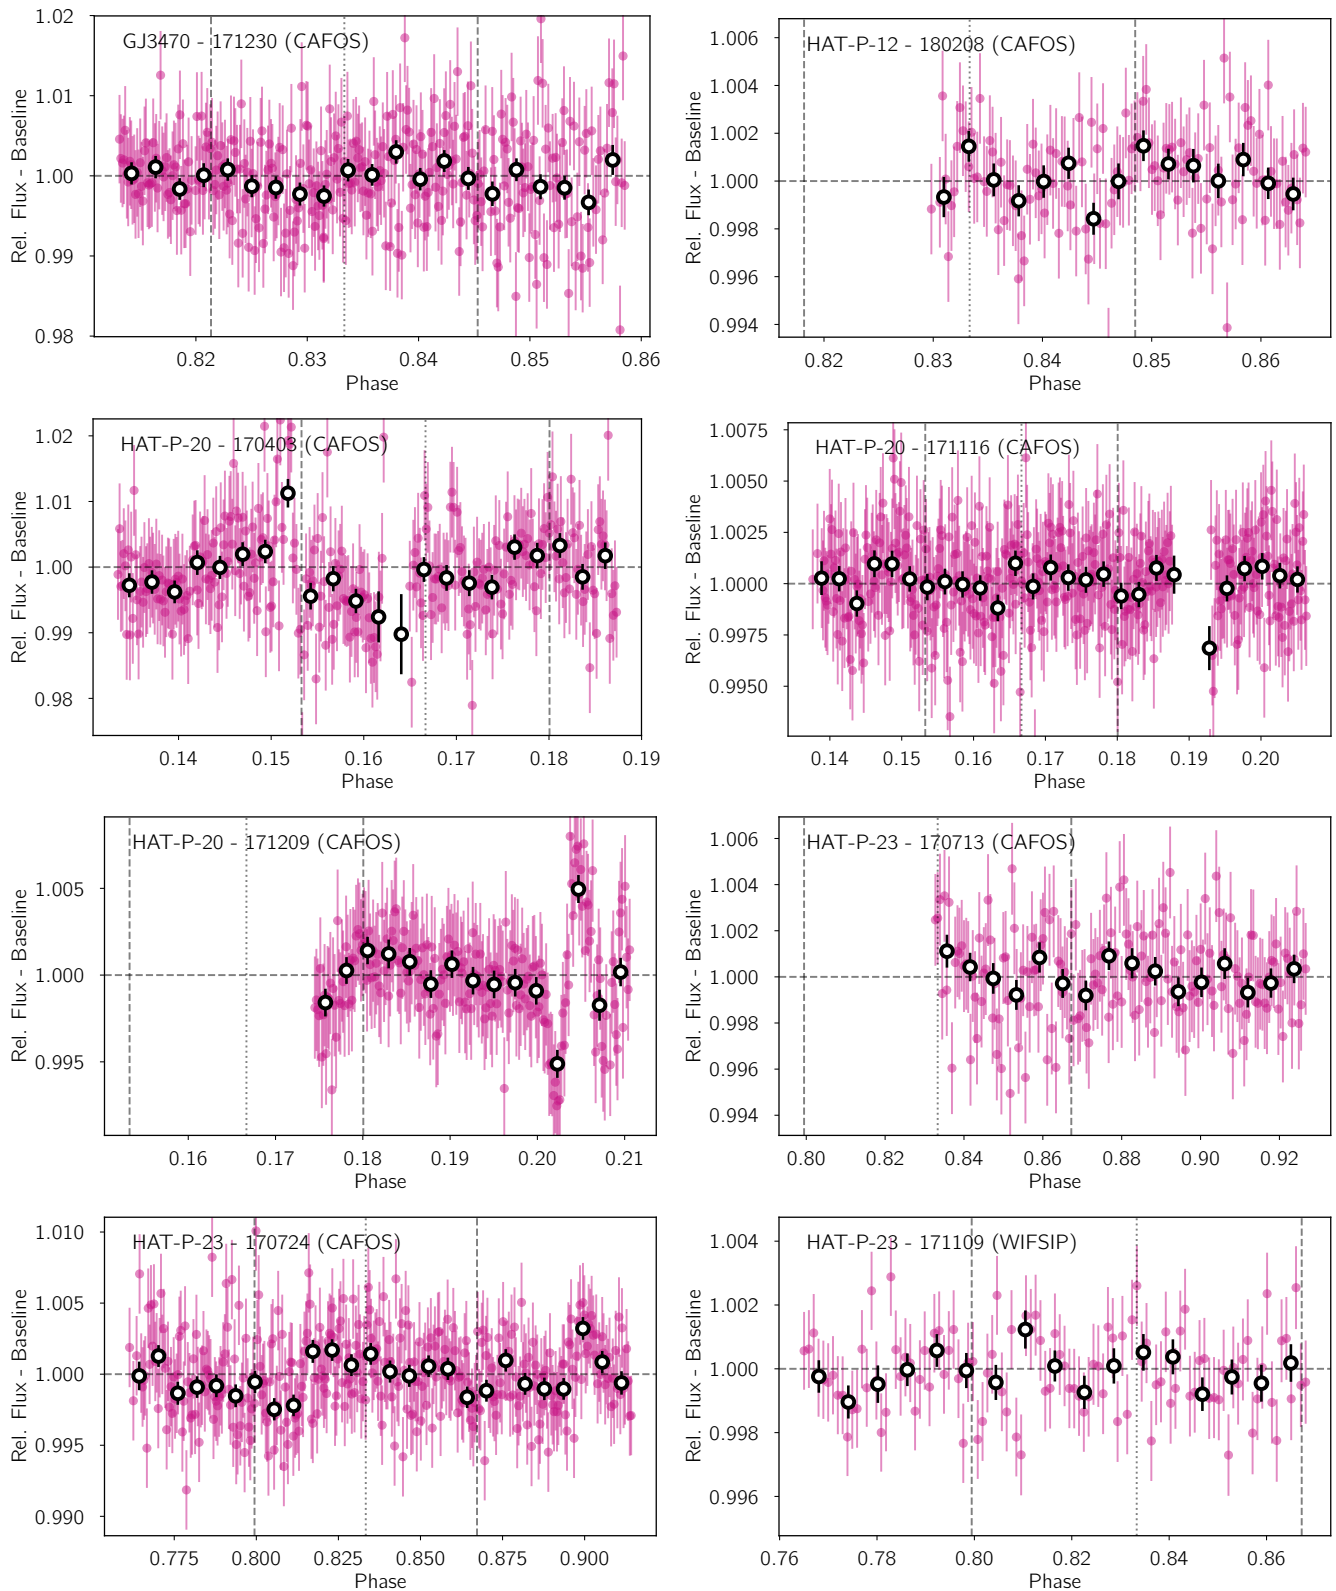 GJ3470 - 171230 (CAFOS)
Rel. Flux - Baseline
1.02
1.01
1.00
0.99
0.98
0.82 0.83 0.84 0.85 0.86
Phase
HAT-P-12 - 180208 (CAFOS)
Rel. Flux - Baseline
1.006
1.004
1.002
1.000
0.998
0.996
0.994
0.82 0.83 0.84 0.85 0.86
Phase
HAT-P-20 - 170403 (CAFOS)
Rel. Flux - Baseline
1.02
1.01
1.00
0.99
0.98
0.14 0.15 0.16 0.17 0.18 0.19
Phase
HAT-P-20 - 171116 (CAFOS)
Rel. Flux - Baseline
1.0075
1.0050
1.0025
1.0000
0.9975
0.9950
0.14 0.15 0.16 0.17 0.18 0.19 0.20
Phase
HAT-P-20 - 171209 (CAFOS)
Rel. Flux - Baseline
1.005
1.000
0.995
0.16 0.17 0.18 0.19 0.20 0.21
Phase
HAT-P-23 - 170713 (CAFOS)
Rel. Flux - Baseline
1.006
1.004
1.002
1.000
0.998
0.996
0.994
0.80 0.82 0.84 0.86 0.88 0.90 0.92
Phase
HAT-P-23 - 170724 (CAFOS)
Rel. Flux - Baseline
1.010
1.005
1.000
0.995
0.990
0.775 0.800 0.825 0.850 0.875 0.900
Phase
HAT-P-23 - 171109 (WIFSIP)
Rel. Flux - Baseline
1.004
1.002
1.000
0.998
0.996
0.76 0.78 0.80 0.82 0.84 0.86
Phase